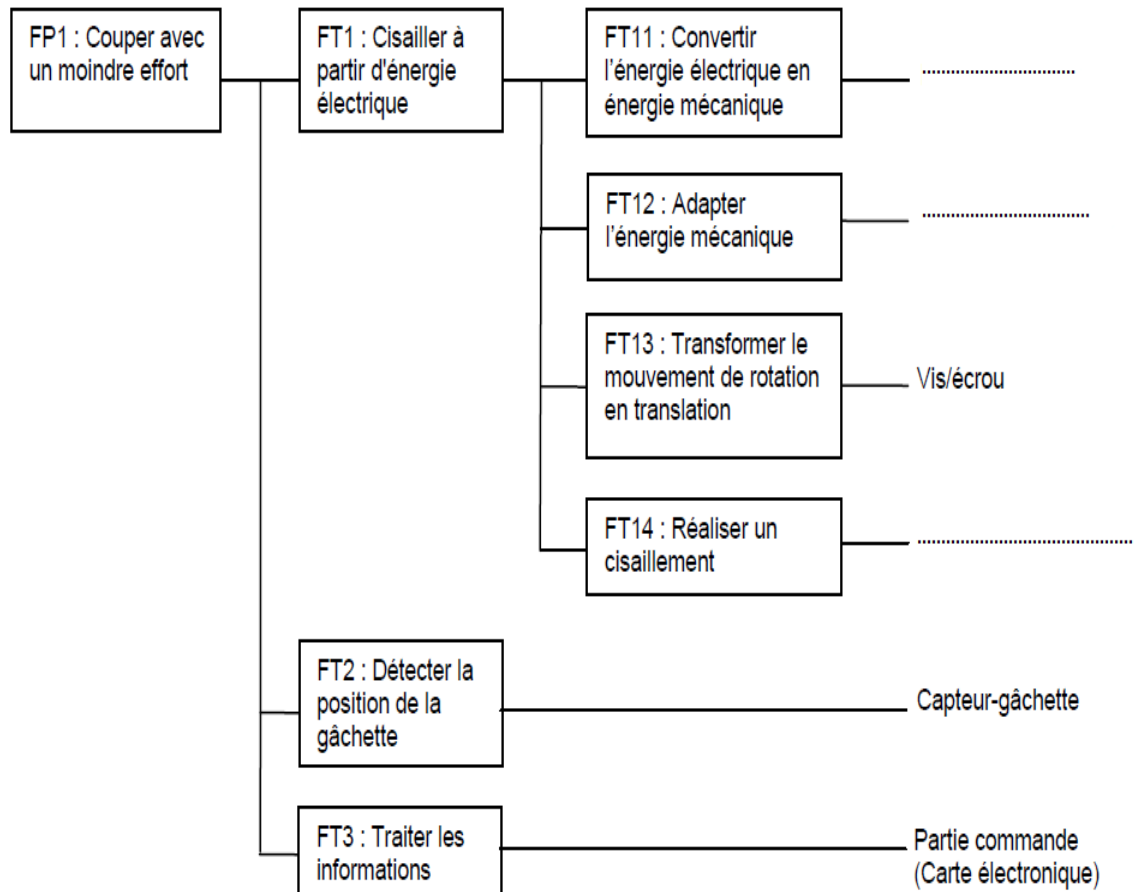 FP1 : Couper avec
un moindre effort
FT1 : Cisailler à
partir d'énergie
électrique
FT11 : Convertir
l’énergie électrique en
énergie mécanique
................................
FT12 : Adapter
l’énergie mécanique
...................................
FT13 : Transformer le
mouvement de rotation
en translation
Vis/écrou
FT14 : Réaliser un
cisaillement
.............................................
FT2 : Détecter la
position de la
gâchette
Capteur-gâchette
FT3 : Traiter les
informations
Partie commande
(Carte électronique)